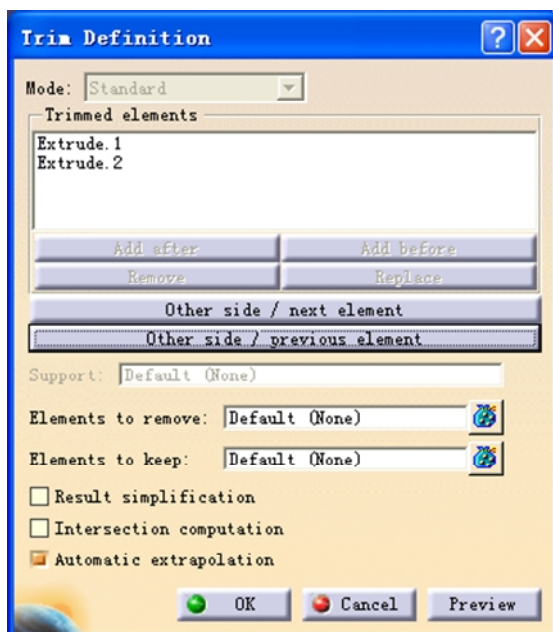 Trim Definition
Mode: Standard
Trimmed elements
Extrude.1
Extrude.2
Add after Add before
Remove Replace
Other side / next element
Other side / previous element
Support: Default (None)
Elements to remove: Default (None)
Elements to keep: Default (None)
Result simplification
Intersection computation
Automatic extrapolation
OK Cancel Preview